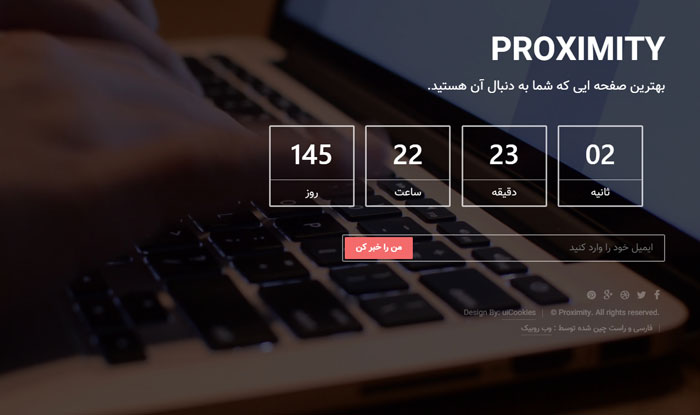 PROXIMITY
بهترین صفحه ایی که شما به دنبال آن هستید.
02 23 22 145
ثانیه دقیقه ساعت روز
ایمیل خود را وارد کنید من را خبر کن
Design By: uiCookies | © Proximity. All rights reserved.
| فارسی و راست چین شده توسط : وب روبیک